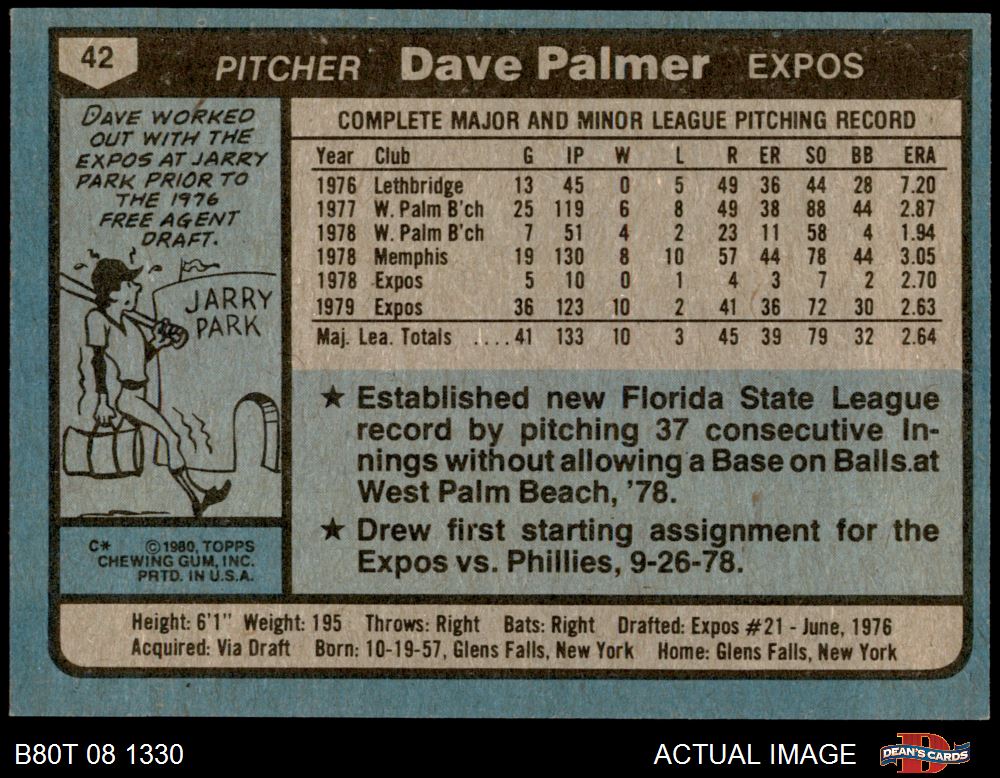 42
PITCHER Dave Palmer EXPOS
DAVE WORKED
OUT WITH THE
EXPOS AT JARRY
PARK PRIOR TO
THE 1976
FREE AGENT
DRAFT.
JARRY
PARK
C* ©1980, TOPPS
CHEWING GUM, INC.
PRTD. IN U.S.A.
COMPLETE MAJOR AND MINOR LEAGUE PITCHING RECORD
Year Club G IP W L R ER SO BB ERA
1976 Lethbridge 13 45 0 5 49 36 44 28 7.20
1977 W. Palm B'ch 25 119 6 8 49 38 88 44 2.87
1978 W. Palm B'ch 7 51 4 2 23 11 58 4 1.94
1978 Memphis 19 130 8 10 57 44 78 44 3.05
1978 Expos 5 10 0 1 4 3 7 2 2.70
1979 Expos 36 123 10 2 41 36 72 30 2.63
Maj. Lea. Totals ....41 133 10 3 45 39 79 32 2.64
★ Established new Florida State League
record by pitching 37 consecutive In-
nings without allowing a Base on Balls.at
West Palm Beach, '78.
★ Drew first starting assignment for the
Expos vs. Phillies, 9-26-78.
Height: 6'1" Weight: 195 Throws: Right Bats: Right Drafted: Expos #21 - June, 1976
Acquired: Via Draft Born: 10-19-57, Glens Falls, New York Home: Glens Falls, New York
B80T 08 1330
ACTUAL IMAGE
DEAN'S CARDS